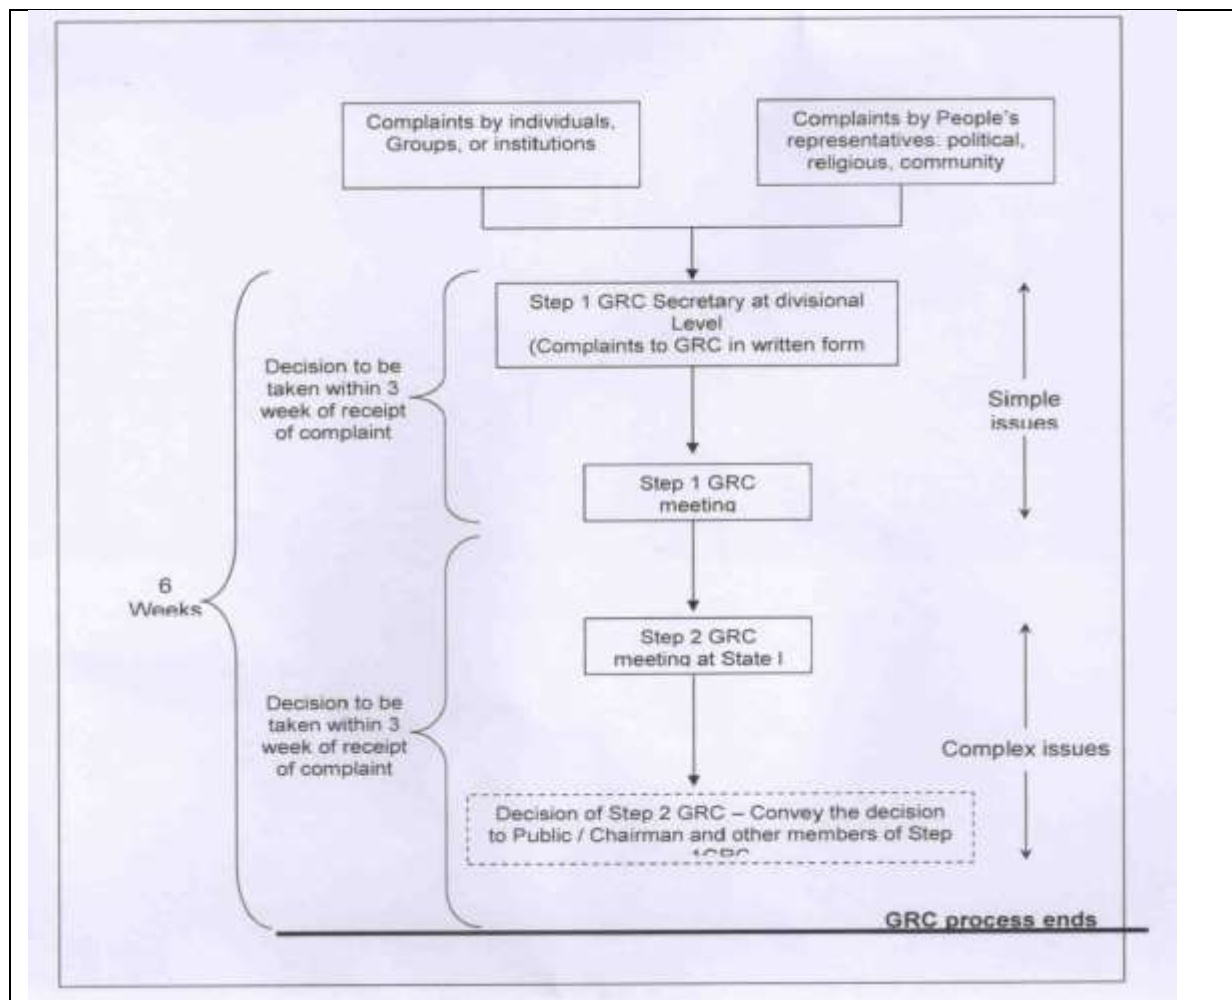 Complaints by individuals,
Groups, or institutions
Complaints by People's
representatives: political,
religious, community
Step 1 GRC Secretary at divisional
Level
(Complaints to GRC in written form
Decision to be
taken within 3
week of receipt
of complaint
Simple
issues
Step 1 GRC
meeting
6
Weeks
Step 2 GRC
meeting at State l
Decision to be
taken within 3
week of receipt
of complaint
Complex issues
Decision of Step 2 GRC – Convey the decision
to Public / Chairman and other members of Step
1GRC
GRC process ends